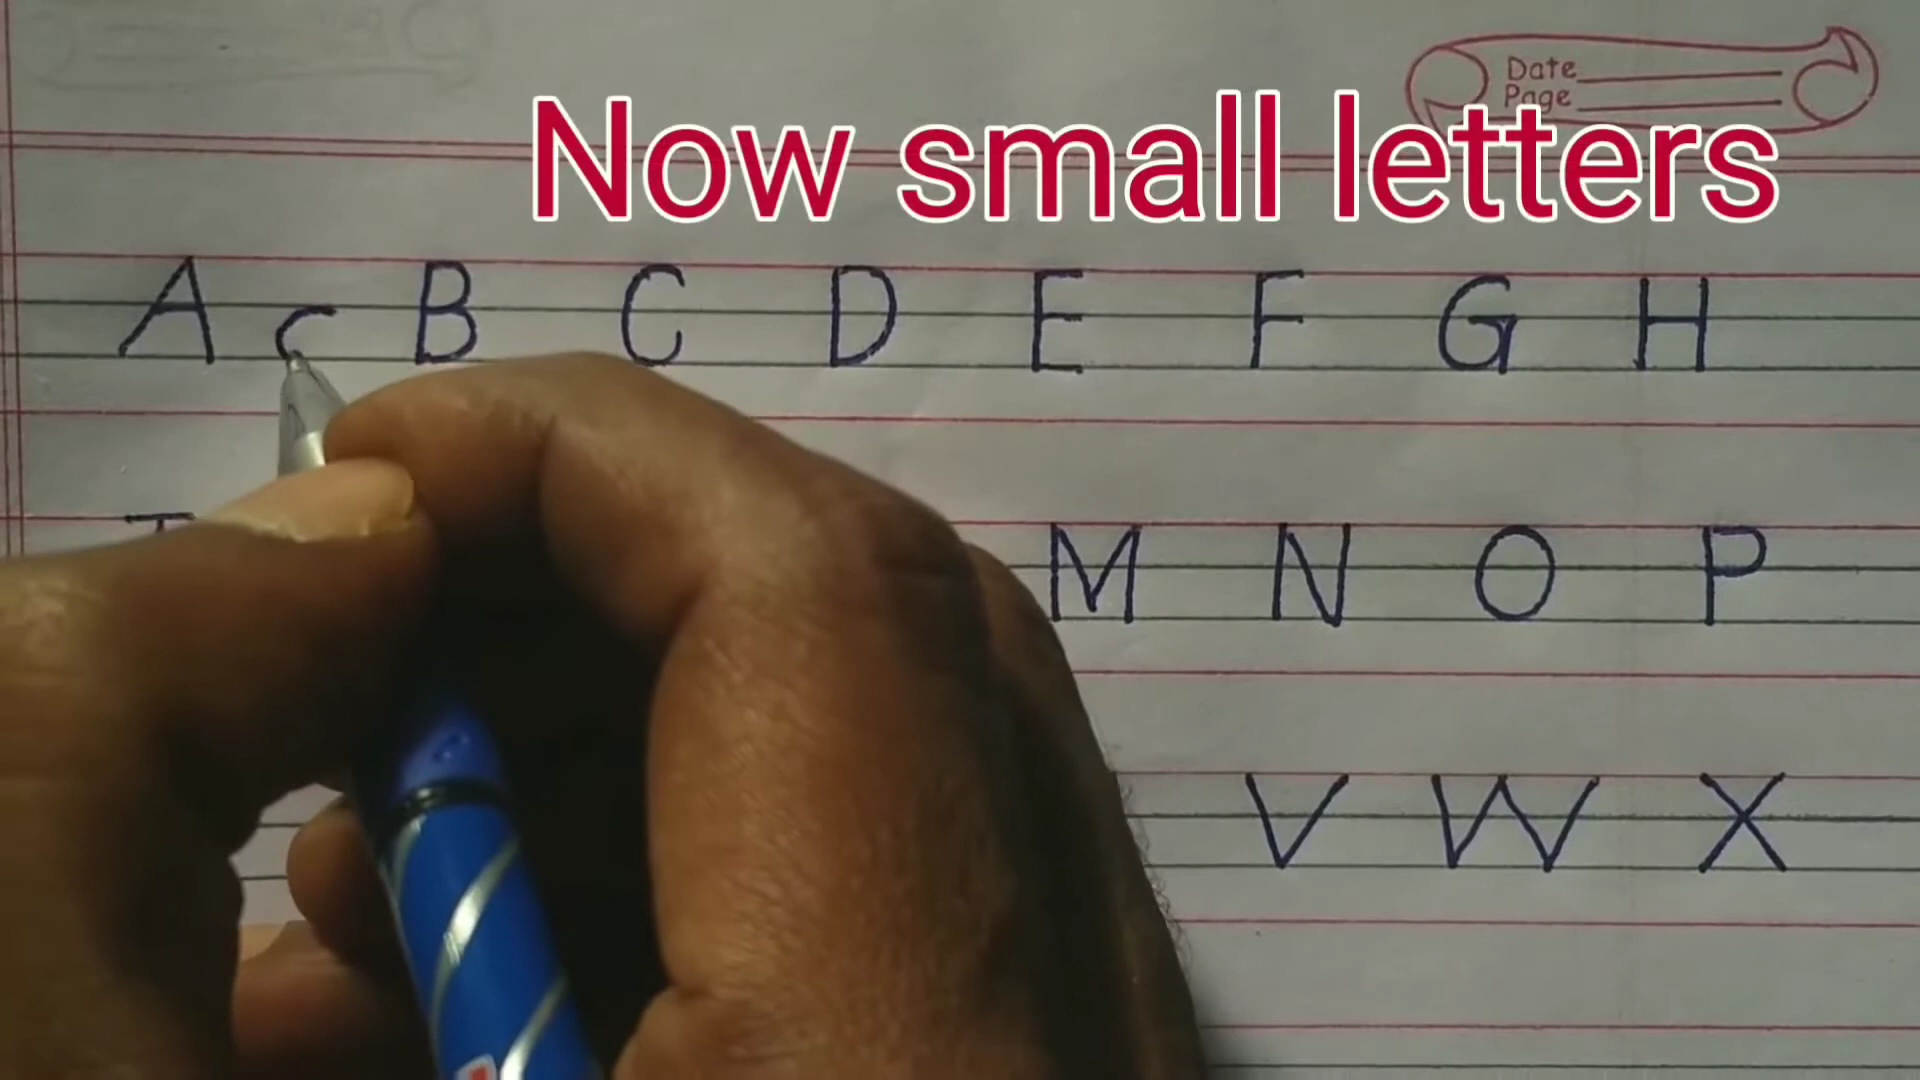 Date
Page
Now small letters
A B C D E F G H
M N O P
V W X